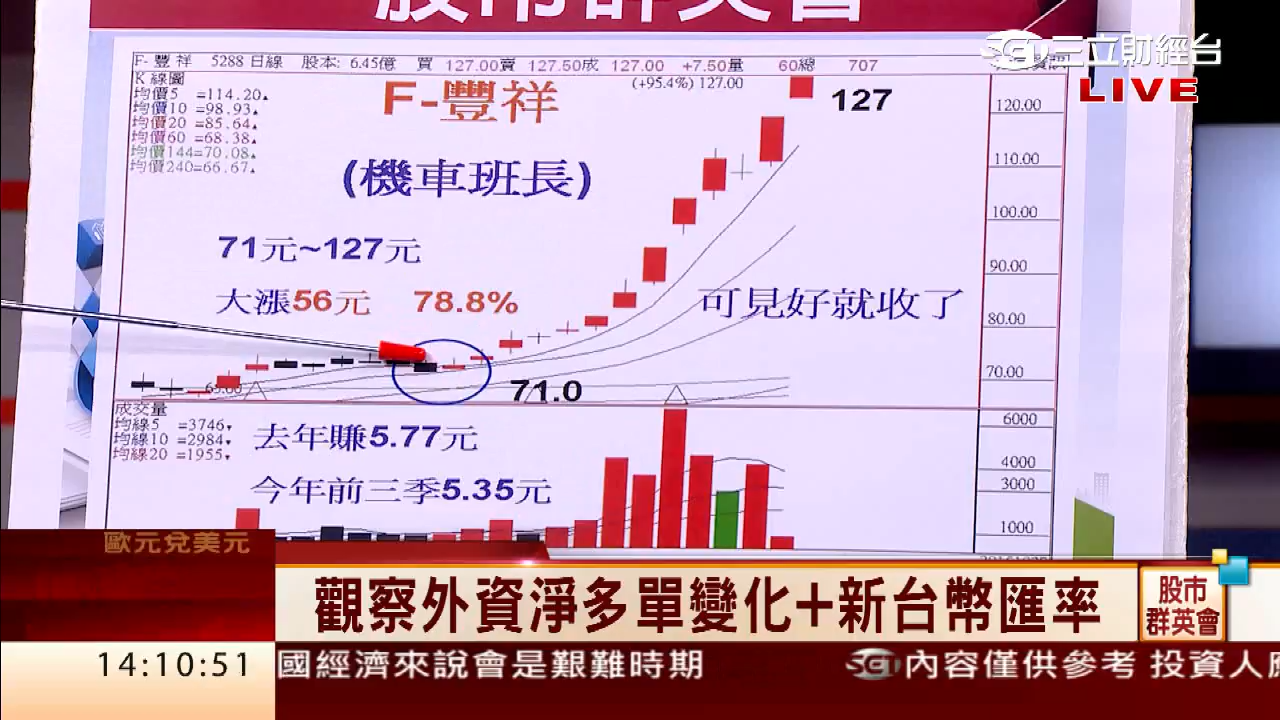 股市群英會
三立財經台
LIVE
F- 豐 祥 5288 日線 股本: 6.45億 買 127.00賣 127.50成 127.00 +7.50量 60總 707
K 線圖
(+95.4%) 127.00
均價5 =114.20
均價10 =98.93
均價20 =85.64
均價60 =68.38
均價144=70.08
均價240=66.67
F-豐祥
127
(機車班長)
71元~127元
大漲56元 78.8%
可見好就收了
120.00
110.00
100.00
90.00
80.00
70.00
71.0
成交量
均線5 =3746
均線10 =2984
均線20 =1955
去年賺5.77元
今年前三季5.35元
6000
4000
3000
1000
歐元兌美元
觀察外資淨多單變化+新台幣匯率
股市
群英會
14:10:51
國經濟來說會是艱難時期
內容僅供參考 投資人應